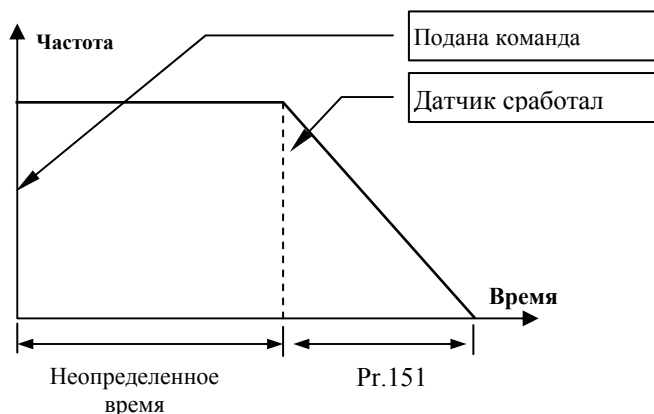 Частота
Подана команда
Датчик сработал
Время
Неопределенное
время
Pr.151